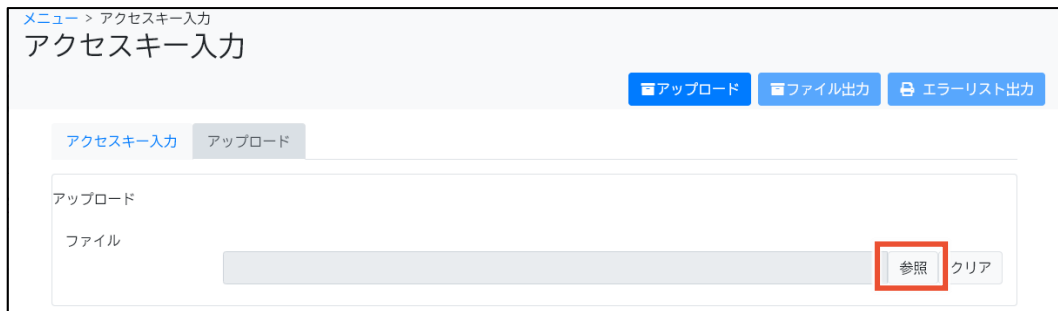 メニュー > アクセスキー入力
アクセスキー入力
アップロード ファイル出力 エラーリスト出力
アクセスキー入力 アップロード
アップロード
ファイル
参照 クリア